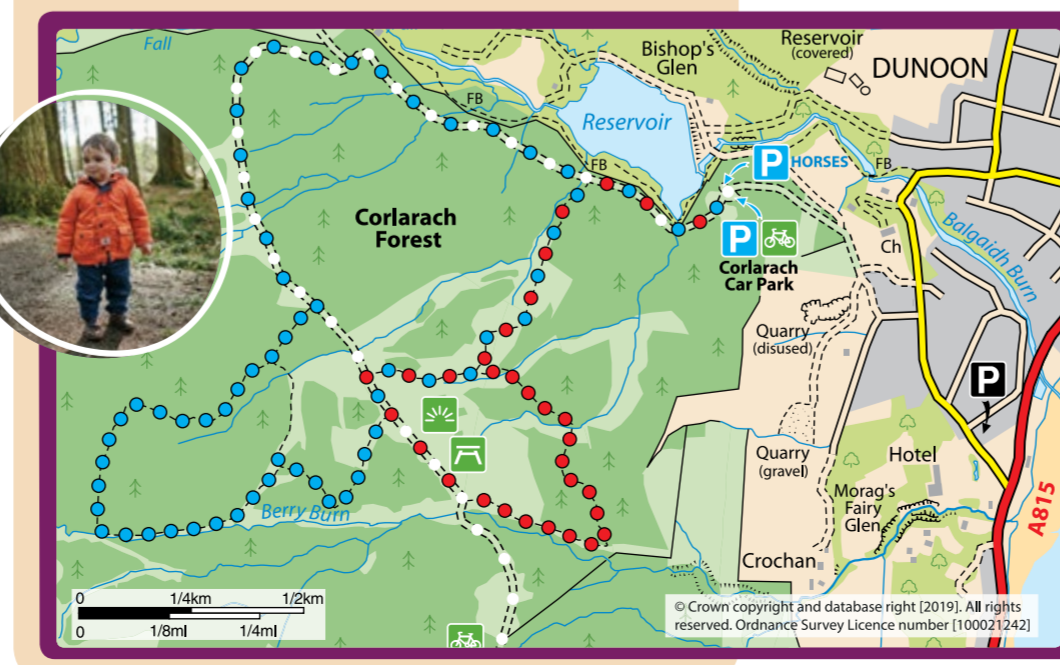 Fall
Bishop's
Glen
Reservoir
(covered)
DUNOON
FB
Reservoir
FB
P HORSES
FB
Corlarach
Forest
P
Corlarach
Car Park
Ch
Balgaidh Burn
Quarry
(disused)
P
Quarry
(gravel)
Hotel
Morag's
Fairy
Glen
A815
Berry Burn
Crochan
0 1/4km 1/2km
0 1/8ml 1/4ml
© Crown copyright and database right [2019]. All rights
reserved. Ordnance Survey Licence number [100021242]